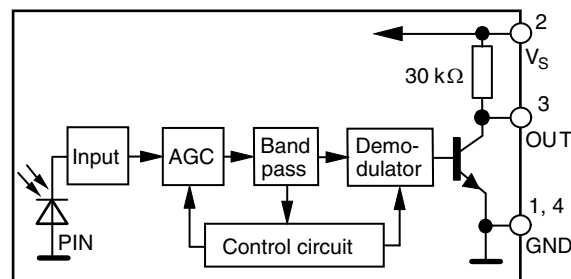 2
V_S
30 kΩ
3
OUT
Input
AGC
Band
pass
Demo-
dulator
1, 4
GND
PIN
Control circuit